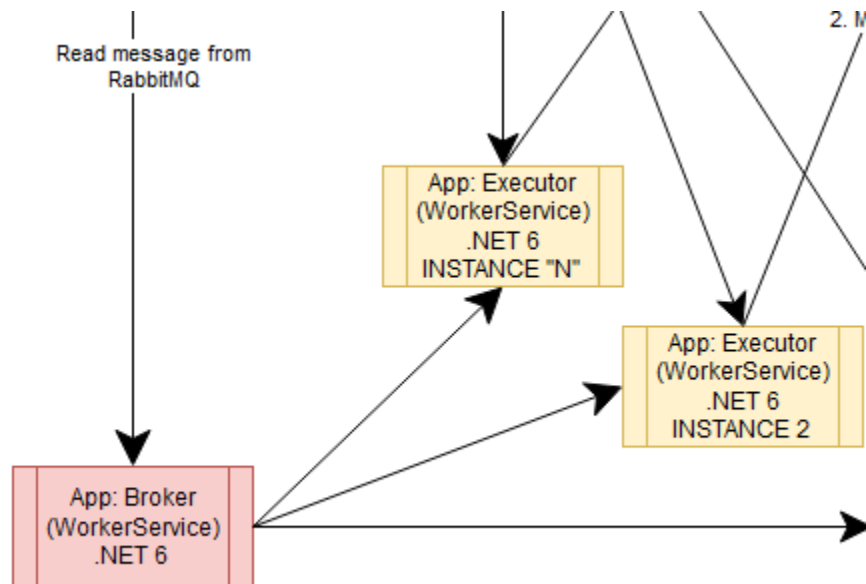 2. M
Read message from
RabbitMQ
App: Executor
(WorkerService)
.NET 6
INSTANCE "N"
App: Executor
(WorkerService)
.NET 6
INSTANCE 2
App: Broker
(WorkerService)
.NET 6